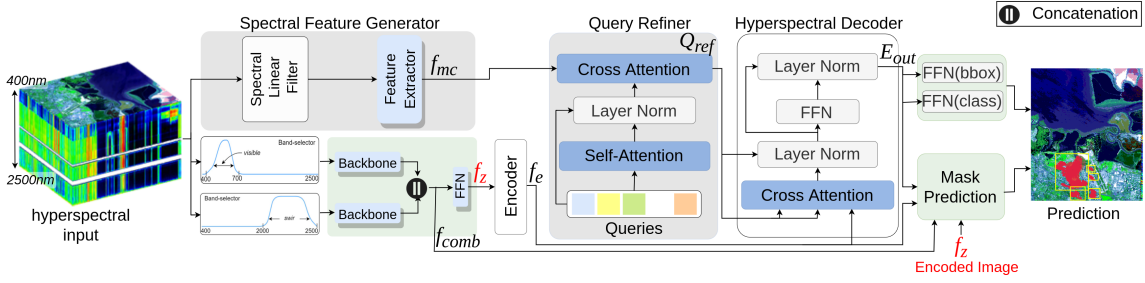 Concatenation
Spectral Feature Generator
Query Refiner
Hyperspectral Decoder
400nm
2500nm
hyperspectral
input
Spectral
Linear
Filter
Feature
Extractor
f_mc
Band-selector
visible
400
700
2500
Band-selector
swir
400
2000
2500
Backbone
Backbone
FFN
f_z
f_comb
Encoder
f_e
Cross Attention
Layer Norm
Self-Attention
Queries
Q_ref
Layer Norm
FFN
Layer Norm
Cross Attention
E_out
FFN(bbox)
FFN(class)
Mask
Prediction
f_z
Encoded Image
Prediction